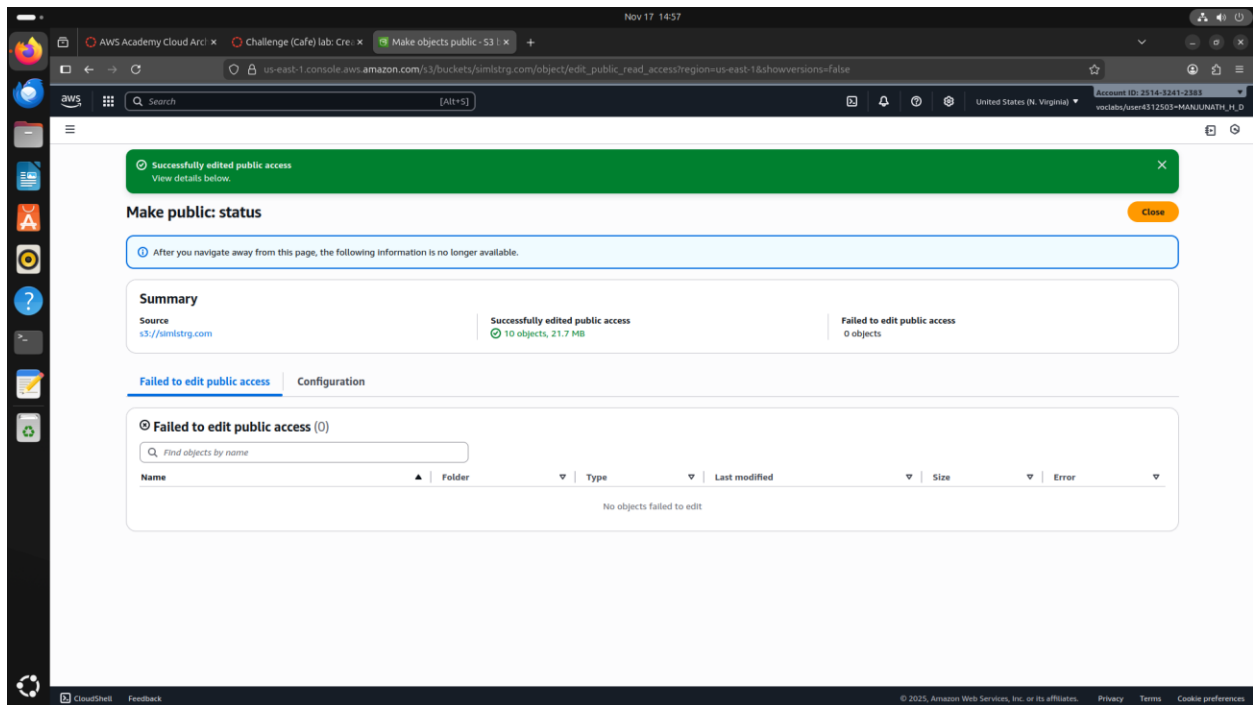 Nov 17 14:57
AWS Academy Cloud Arcl × Challenge (Cafe) lab: Crea × Make objects public - S3 b × +
us-east-1.console.aws.amazon.com/s3/buckets/simlstrg.com/object/edit_public_read_access?region=us-east-1&showversions=false
aws Search [Alt+S] United States (N. Virginia) ▼ Account ID: 2514-3241-2383
voclabs/user4312503=MANJUNATH_H_D
Successfully edited public access
View details below.
Make public: status Close
After you navigate away from this page, the following information is no longer available.
Summary
Source Successfully edited public access Failed to edit public access
s3://simlstrg.com 10 objects, 21.7 MB 0 objects
Failed to edit public access Configuration
Failed to edit public access (0)
Find objects by name
Name Folder Type Last modified Size Error
No objects failed to edit
CloudShell Feedback © 2025, Amazon Web Services, Inc. or its affiliates. Privacy Terms Cookie preferences